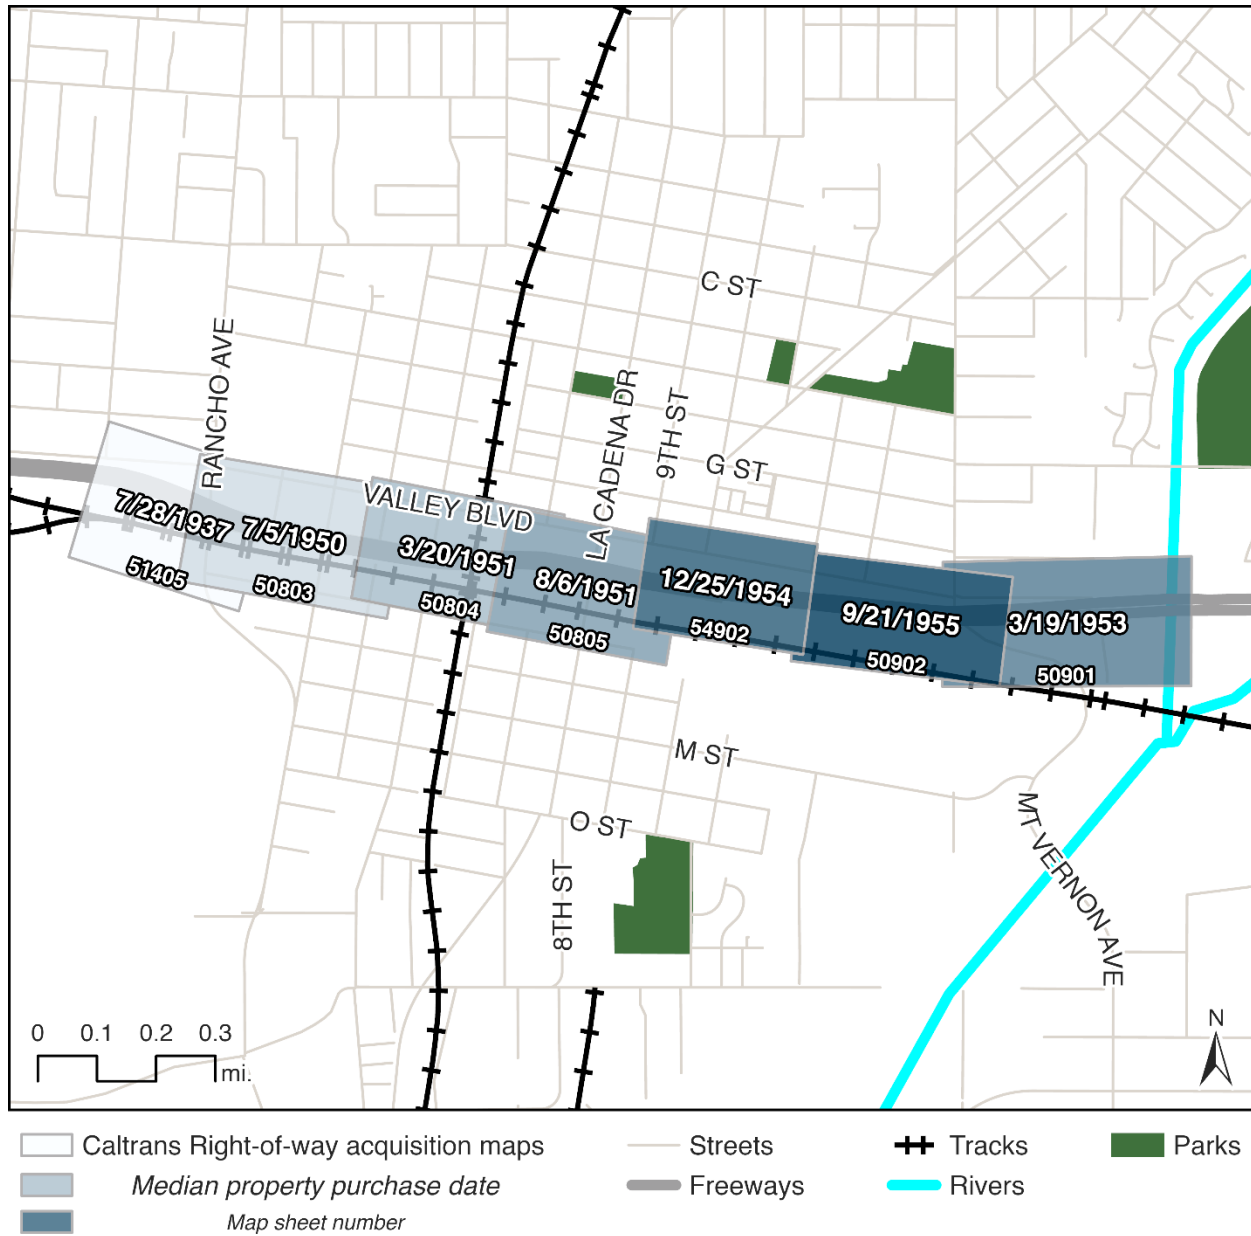 C ST
RANCHO AVE
LA CADENA DR
9TH ST
G ST
VALLEY BLVD
7/28/1937
7/5/1950
3/20/1951
8/6/1951
12/25/1954
9/21/1955
3/19/1953
51405
50803
50804
50805
54902
50902
50901
M ST
O ST
8TH ST
MT VERNON AVE
0 0.1 0.2 0.3
mi.
N
Caltrans Right-of-way acquisition maps
Median property purchase date
Map sheet number
Streets
Freeways
Tracks
Rivers
Parks